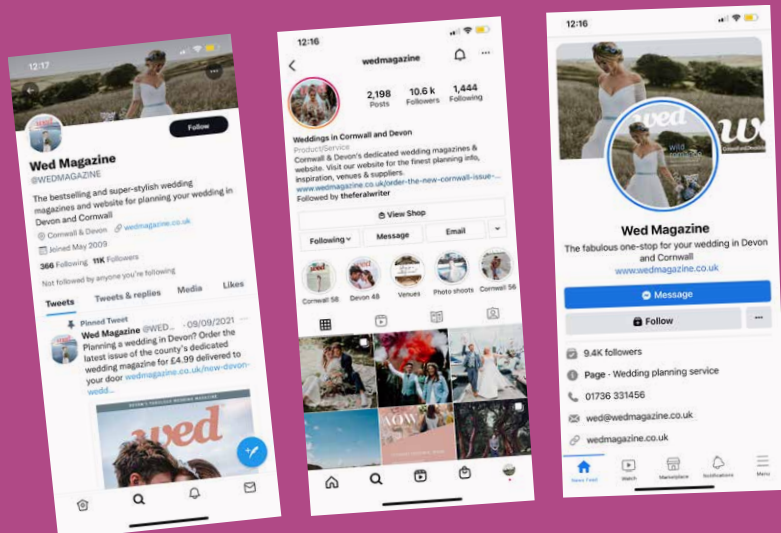 12:17
Follow
Wed Magazine
@WEDMAGAZINE
The bestselling and super-stylish wedding
magazines and website for planning your wedding in
Devon and Cornwall
Cornwall & Devon wedmagazine.co.uk
Joined May 2009
366 Following 11K Followers
Not followed by anyone you're following
Tweets Tweets & replies Media Likes
Pinned Tweet
Wed Magazine @WED... · 09/09/2021
Planning a wedding in Devon? Order the
latest issue of the county's dedicated
wedding magazine for £4.99 delivered to
your door wedmagazine.co.uk/now-devon-
wedd...
DEVON'S FABULOUS WEDDING MAGAZINE
wed
12:16
wedmagazine
2,198 10.6 k 1,444
Posts Followers Following
Weddings in Cornwall and Devon
Product/Service
Cornwall & Devon's dedicated wedding magazines &
website. Visit our website for the finest planning info,
inspiration, venues & suppliers.
www.wedmagazine.co.uk/order-the-new-cornwall-issue-...
Followed by theferalwriter
View Shop
Following Message Email
Cornwall 58 Devon 48 Venues Photo shoots Cornwall 56
NOW
12:16
wed
wild
romance
Wed Magazine
The fabulous one-stop for your wedding in Devon
and Cornwall
www.wedmagazine.co.uk
Message
Follow
9.4K followers
Page · Wedding planning service
01736 331456
wed@wedmagazine.co.uk
wedmagazine.co.uk
News Feed Watch Marketplace Notifications Menu